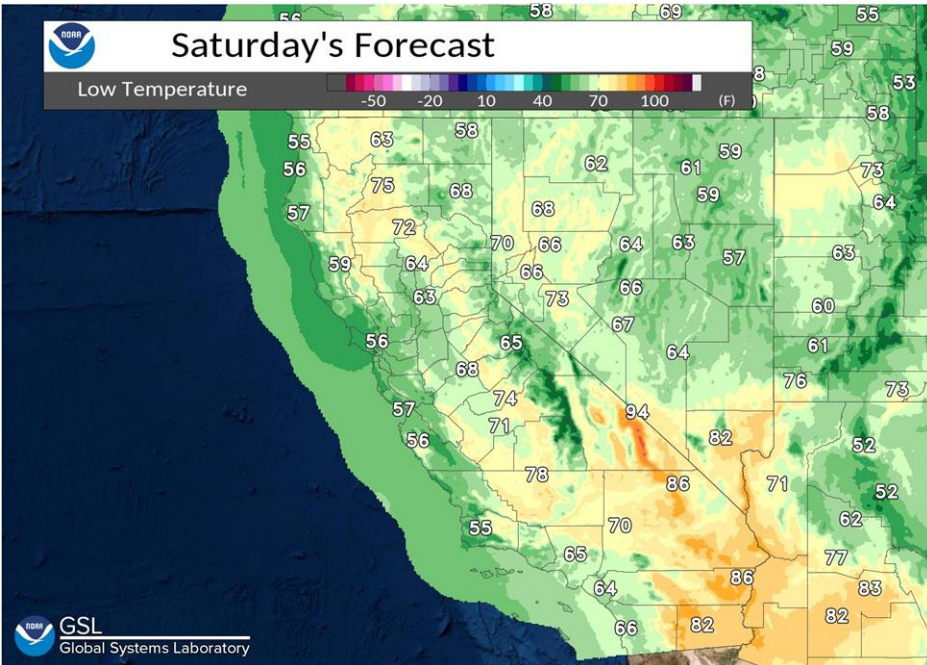 NOAA
Saturday's Forecast
Low Temperature
-50 -20 10 40 70 100 (F)
56 58 69 55
59
8 53
58
55 63 58 59
56 62 61 73
75 68 59
57 68 64
72 70 66 64 63 63
59 64 66 57
63 73 66 60
67
56 65 64 61
68 76 73
74
57 71 94
56 82 52
78 86 71 52
55 70 62
65 77
64 86 83
66 82 82
NOAA
GSL
Global Systems Laboratory